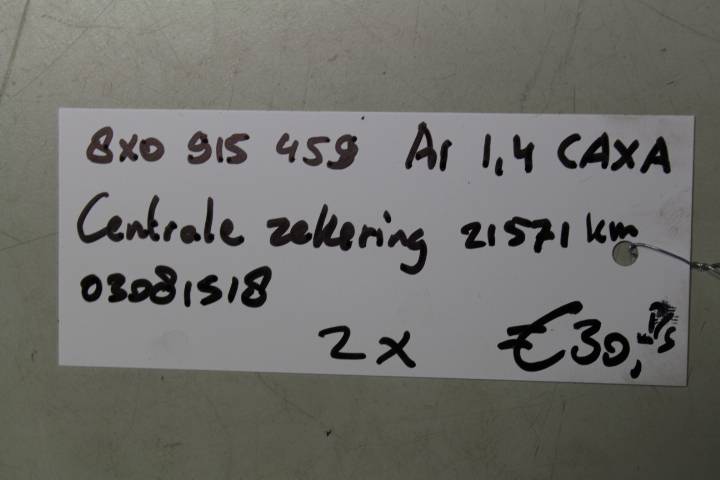 8X0 915 459 A1 1,4 CAXA
Centrale zekering 21571 km
03081518
2x €30,